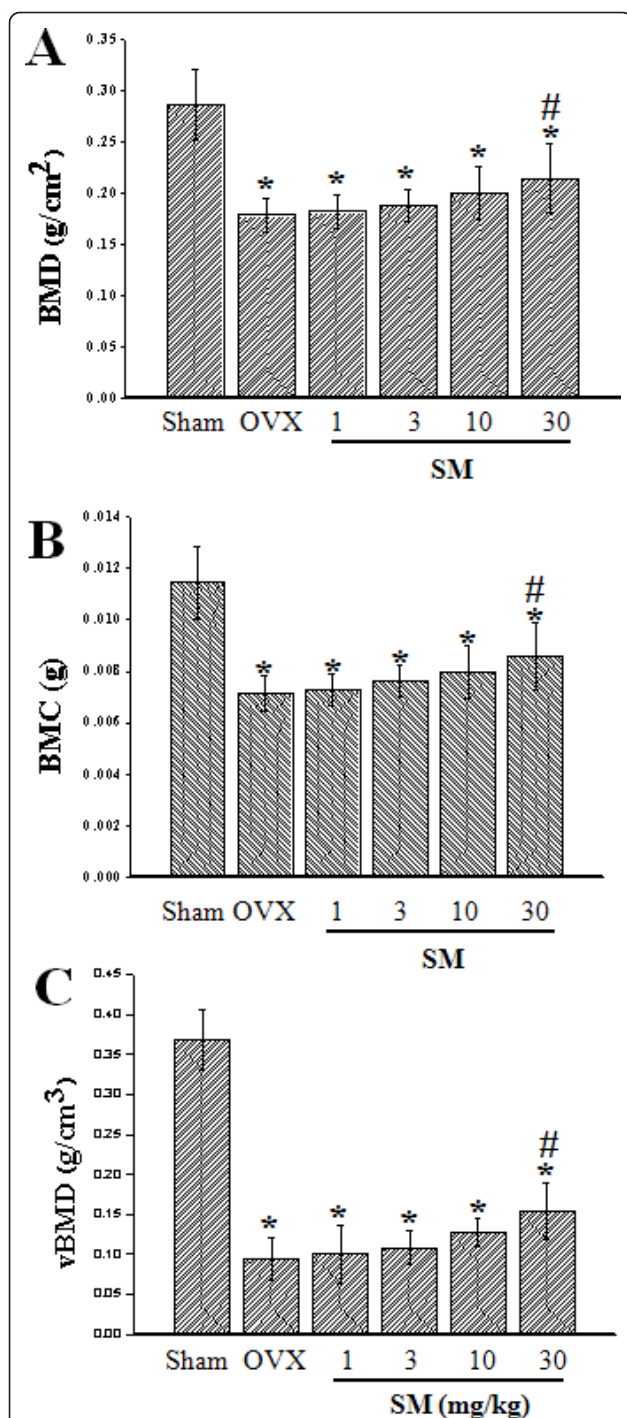 A
BMD (g/cm²)
0.35
0.30
0.25
0.20
0.15
0.10
0.05
0.00
* * * * # *
Sham OVX 1 3 10 30
SM
B
BMC (g)
0.014
0.012
0.010
0.008
0.006
0.004
0.002
0.000
* * * * # *
Sham OVX 1 3 10 30
SM
C
vBMD (g/cm³)
0.45
0.40
0.35
0.30
0.25
0.20
0.15
0.10
0.05
0.00
* * * * # *
Sham OVX 1 3 10 30
SM (mg/kg)